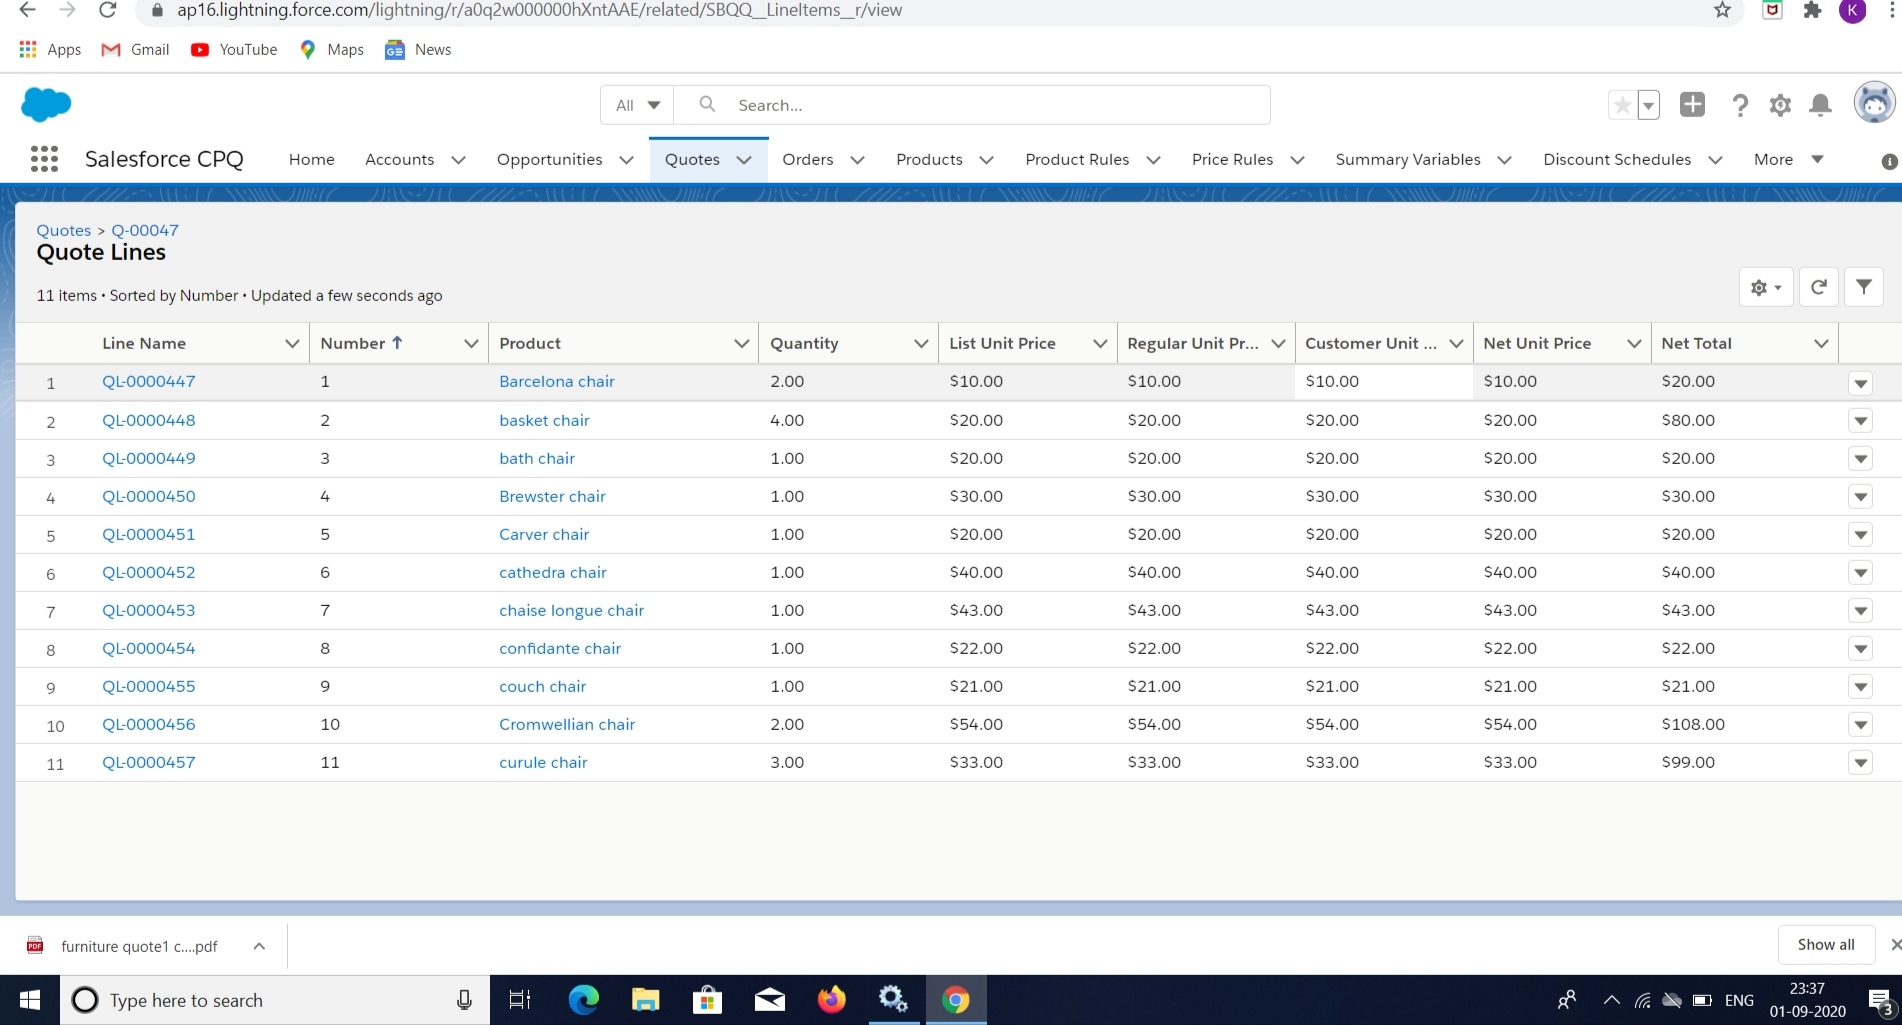 ap16.lightning.force.com/lightning/r/a0q2w000000hXntAAE/related/SBQQ__LineItems__r/view
K
Apps Gmail YouTube Maps News
All Search...
Salesforce CPQ Home Accounts Opportunities Quotes Orders Products Product Rules Price Rules Summary Variables Discount Schedules More
Quotes > Q-00047
Quote Lines
11 items • Sorted by Number • Updated a few seconds ago
Line Name Number ↑ Product Quantity List Unit Price Regular Unit Pr... Customer Unit ... Net Unit Price Net Total
1 QL-0000447 1 Barcelona chair 2.00 $10.00 $10.00 $10.00 $10.00 $20.00
2 QL-0000448 2 basket chair 4.00 $20.00 $20.00 $20.00 $20.00 $80.00
3 QL-0000449 3 bath chair 1.00 $20.00 $20.00 $20.00 $20.00 $20.00
4 QL-0000450 4 Brewster chair 1.00 $30.00 $30.00 $30.00 $30.00 $30.00
5 QL-0000451 5 Carver chair 1.00 $20.00 $20.00 $20.00 $20.00 $20.00
6 QL-0000452 6 cathedra chair 1.00 $40.00 $40.00 $40.00 $40.00 $40.00
7 QL-0000453 7 chaise longue chair 1.00 $43.00 $43.00 $43.00 $43.00 $43.00
8 QL-0000454 8 confidante chair 1.00 $22.00 $22.00 $22.00 $22.00 $22.00
9 QL-0000455 9 couch chair 1.00 $21.00 $21.00 $21.00 $21.00 $21.00
10 QL-0000456 10 Cromwellian chair 2.00 $54.00 $54.00 $54.00 $54.00 $108.00
11 QL-0000457 11 curule chair 3.00 $33.00 $33.00 $33.00 $33.00 $99.00
PDF furniture quote1 c....pdf Show all
Type here to search ENG 23:37
01-09-2020 3